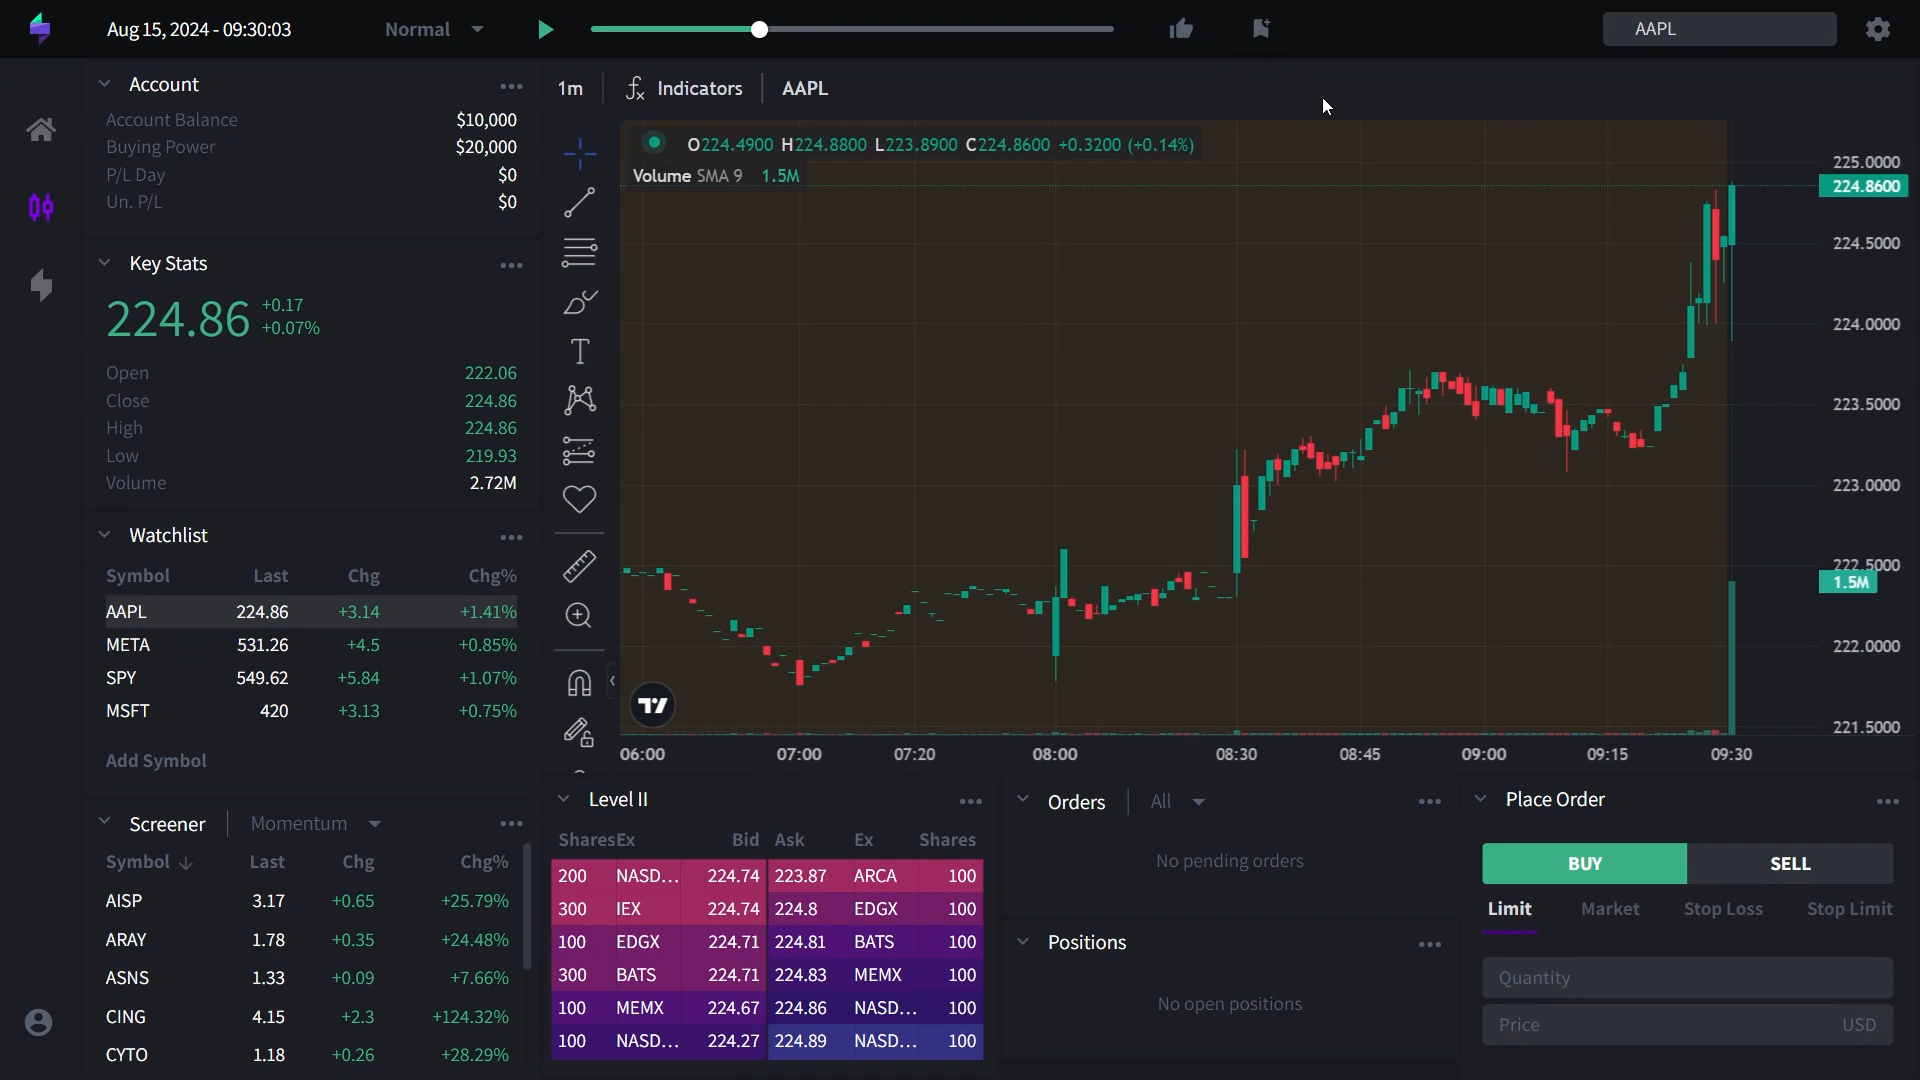 Aug 15, 2024 - 09:30:03
Normal
AAPL
Account
Account Balance $10,000
Buying Power $20,000
P/L Day $0
Un. P/L $0
Key Stats
224.86 +0.17
+0.07%
Open 222.06
Close 224.86
High 224.86
Low 219.93
Volume 2.72M
Watchlist
Symbol Last Chg Chg%
AAPL 224.86 +3.14 +1.41%
META 531.26 +4.5 +0.85%
SPY 549.62 +5.84 +1.07%
MSFT 420 +3.13 +0.75%
Add Symbol
Screener Momentum
Symbol ↓ Last Chg Chg%
AISP 3.17 +0.65 +25.79%
ARAY 1.78 +0.35 +24.48%
ASNS 1.33 +0.09 +7.66%
CING 4.15 +2.3 +124.32%
CYTO 1.18 +0.26 +28.29%
1m Indicators AAPL
O224.4900 H224.8800 L223.8900 C224.8600 +0.3200 (+0.14%)
Volume SMA 9 1.5M
225.0000
224.8600
224.5000
224.0000
223.5000
223.0000
222.5000
1.5M
222.0000
221.5000
06:00 07:00 07:20 08:00 08:30 08:45 09:00 09:15 09:30
Level II
Shares Ex Bid Ask Ex Shares
200 NASD... 224.74 223.87 ARCA 100
300 IEX 224.74 224.8 EDGX 100
100 EDGX 224.71 224.81 BATS 100
300 BATS 224.71 224.83 MEMX 100
100 MEMX 224.67 224.86 NASD... 100
100 NASD... 224.27 224.89 NASD... 100
Orders All
No pending orders
Positions
No open positions
Place Order
BUY SELL
Limit Market Stop Loss Stop Limit
Quantity
Price USD